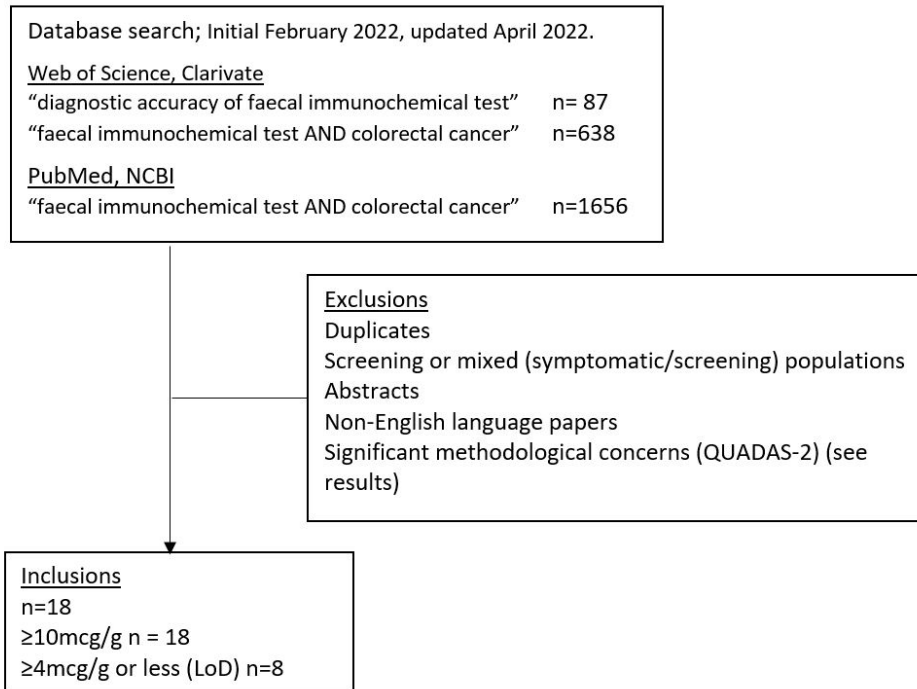 Database search; Initial February 2022, updated April 2022.
Web of Science, Clarivate
“diagnostic accuracy of faecal immunochemical test” n= 87
“faecal immunochemical test AND colorectal cancer” n=638
PubMed, NCBI
“faecal immunochemical test AND colorectal cancer” n=1656
Exclusions
Duplicates
Screening or mixed (symptomatic/screening) populations
Abstracts
Non-English language papers
Significant methodological concerns (QUADAS-2) (see
results)
Inclusions
n=18
≥10mcg/g n = 18
≥4mcg/g or less (LoD) n=8